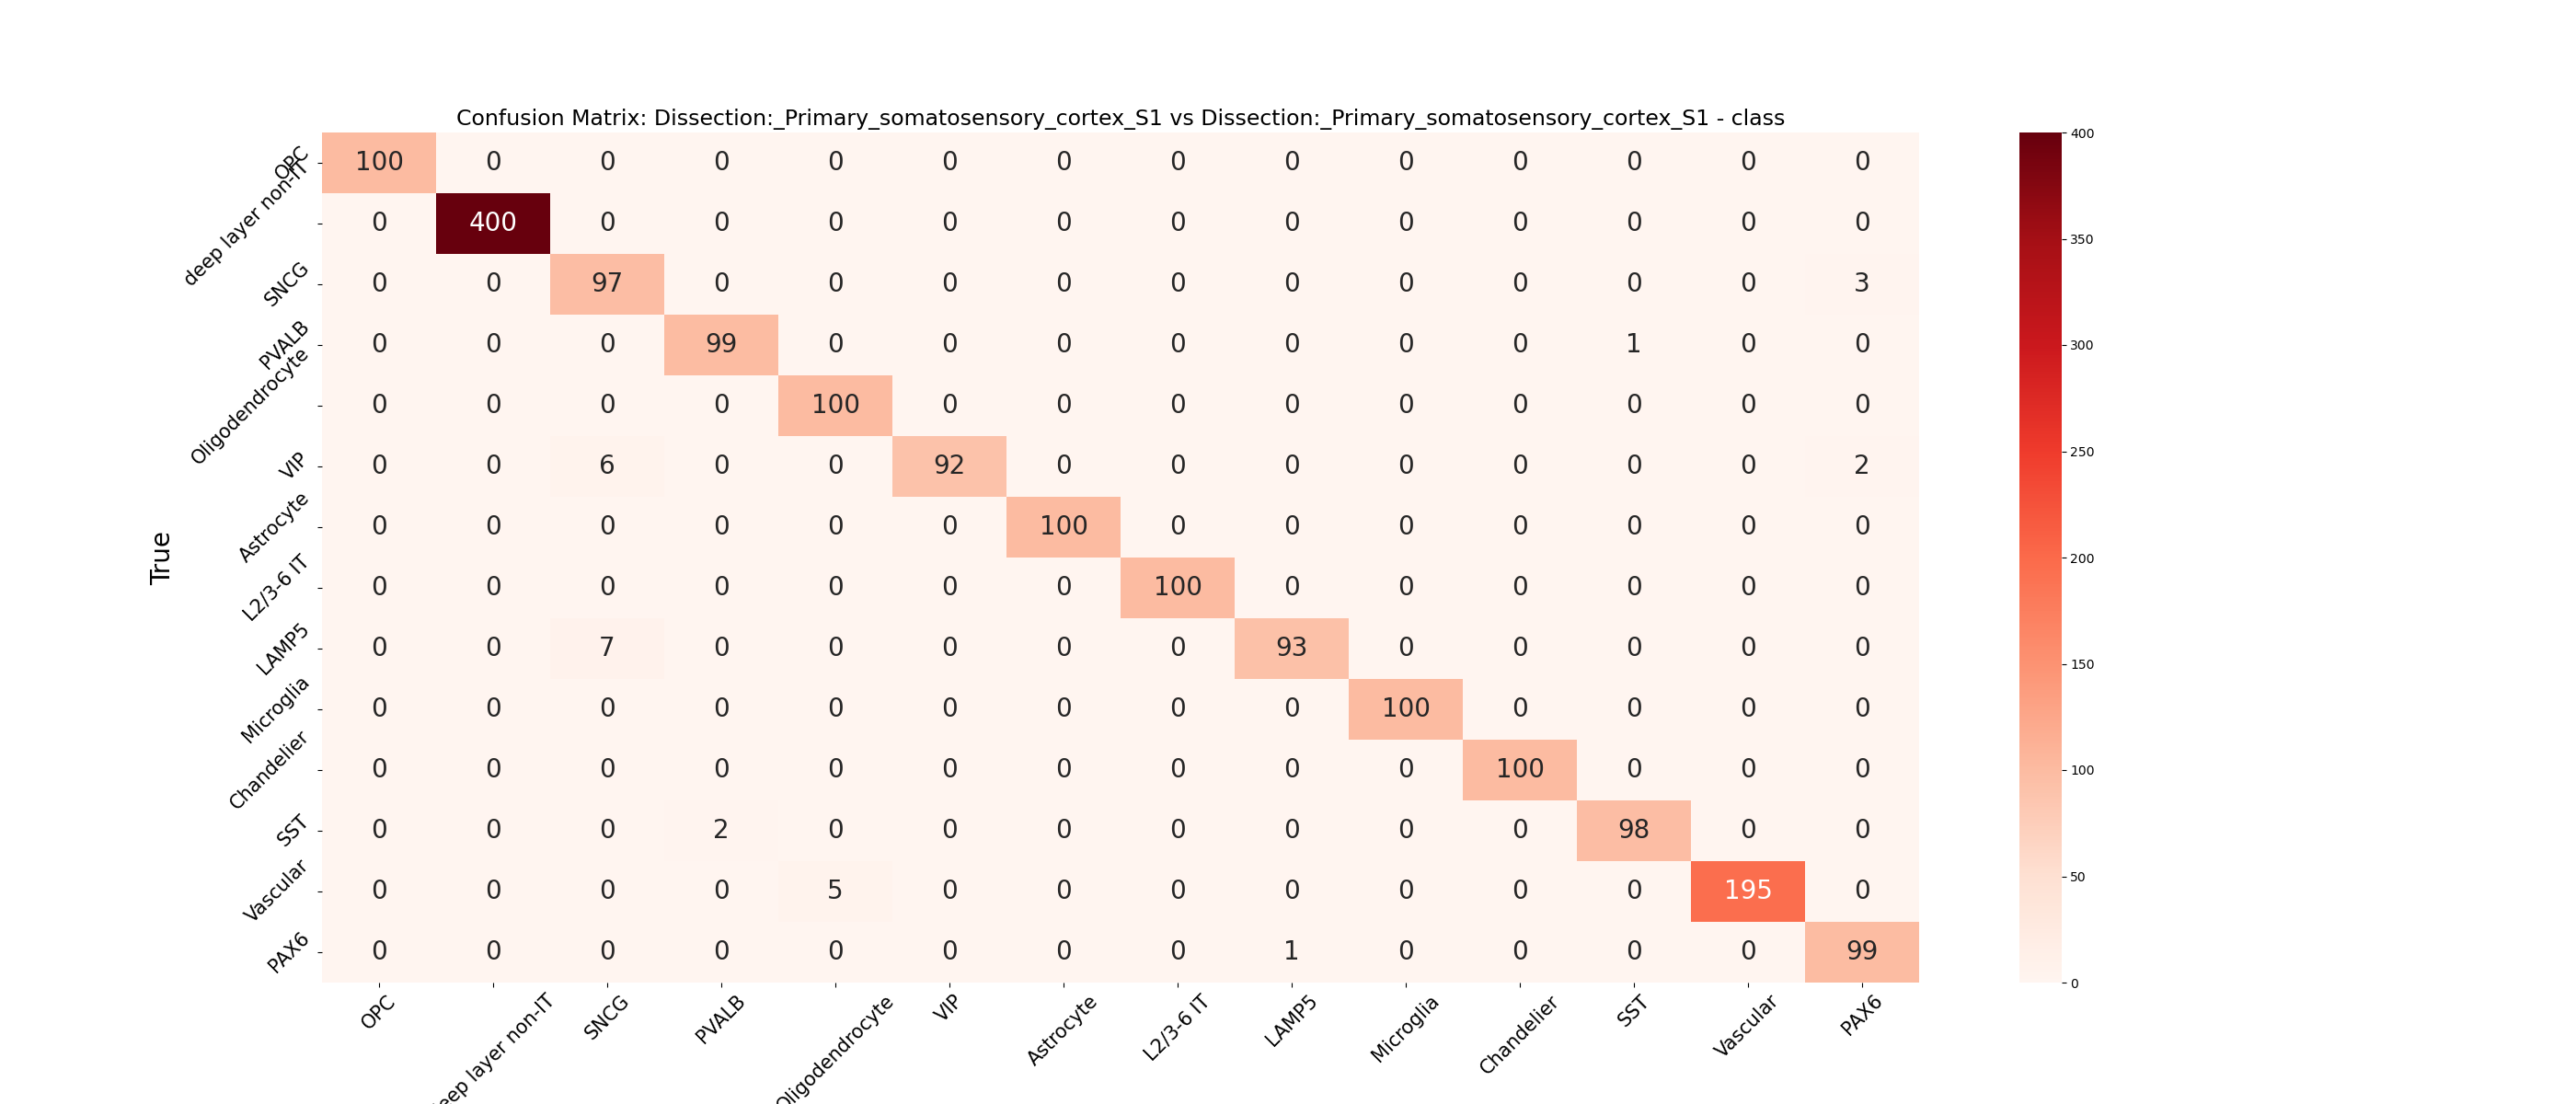 Confusion Matrix: Dissection:_Primary_somatosensory_cortex_S1 vs Dissection:_Primary_somatosensory_cortex_S1 - class
OPC 100 0 0 0 0 0 0 0 0 0 0 0 0 0
deep layer non-IT 0 400 0 0 0 0 0 0 0 0 0 0 0 0
SNCG 0 0 97 0 0 0 0 0 0 0 0 0 0 3
PVALB 0 0 0 99 0 0 0 0 0 0 0 1 0 0
Oligodendrocyte 0 0 0 0 100 0 0 0 0 0 0 0 0 0
VIP 0 0 6 0 0 92 0 0 0 0 0 0 0 2
Astrocyte 0 0 0 0 0 0 100 0 0 0 0 0 0 0
L2/3-6 IT 0 0 0 0 0 0 0 100 0 0 0 0 0 0
LAMP5 0 0 7 0 0 0 0 0 93 0 0 0 0 0
Microglia 0 0 0 0 0 0 0 0 0 100 0 0 0 0
Chandelier 0 0 0 0 0 0 0 0 0 0 100 0 0 0
SST 0 0 0 2 0 0 0 0 0 0 0 98 0 0
Vascular 0 0 0 0 5 0 0 0 0 0 0 0 195 0
PAX6 0 0 0 0 0 0 0 0 1 0 0 0 0 99
True
OPC
eep layer non-IT
SNCG
PVALB
Oligodendrocyte
VIP
Astrocyte
L2/3-6 IT
LAMP5
Microglia
Chandelier
SST
Vascular
PAX6
400
350
300
250
200
150
100
50
0